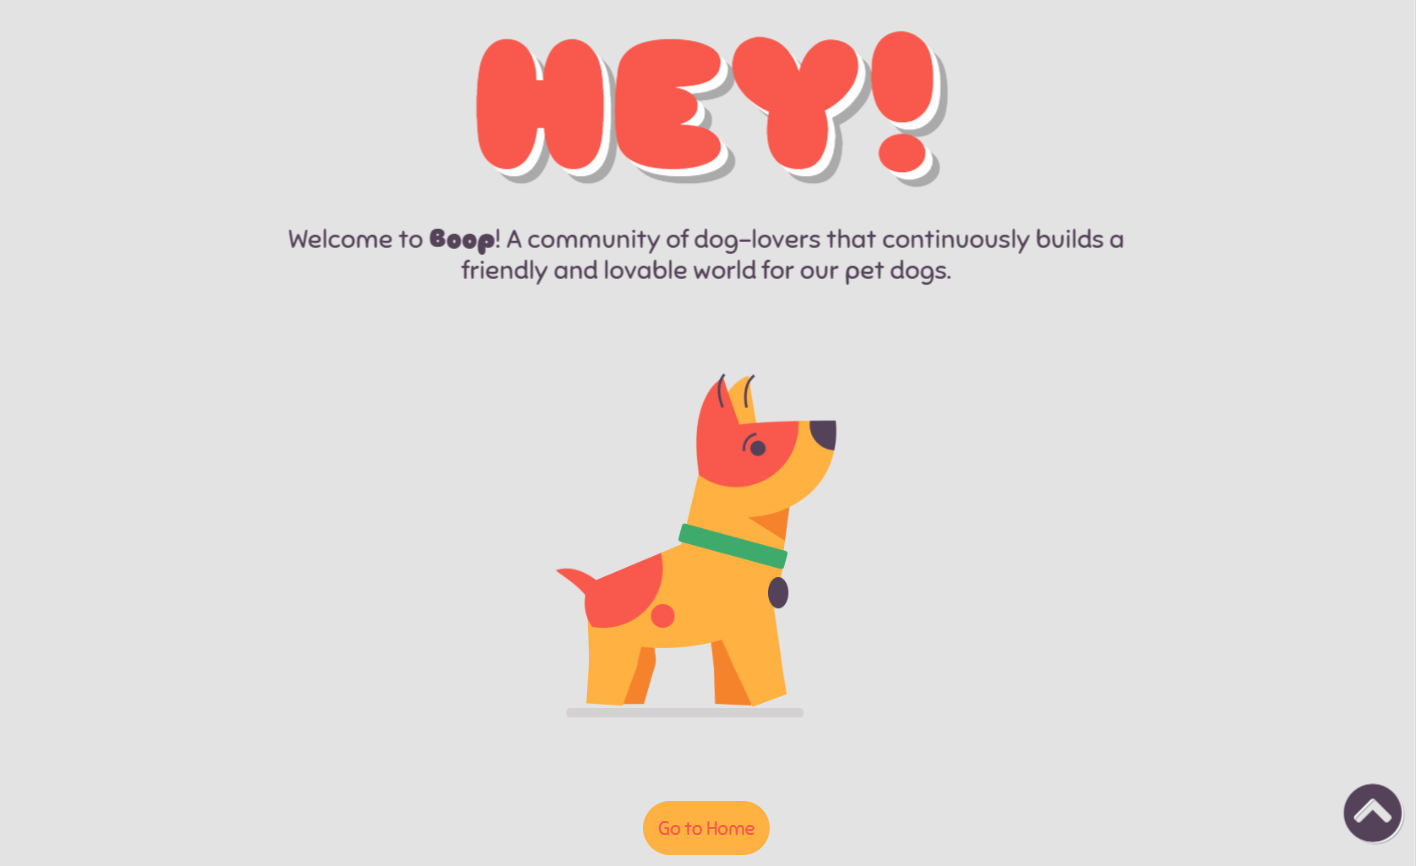 HEY!
Welcome to Boop! A community of dog-lovers that continuously builds a
friendly and lovable world for our pet dogs.
Go to Home